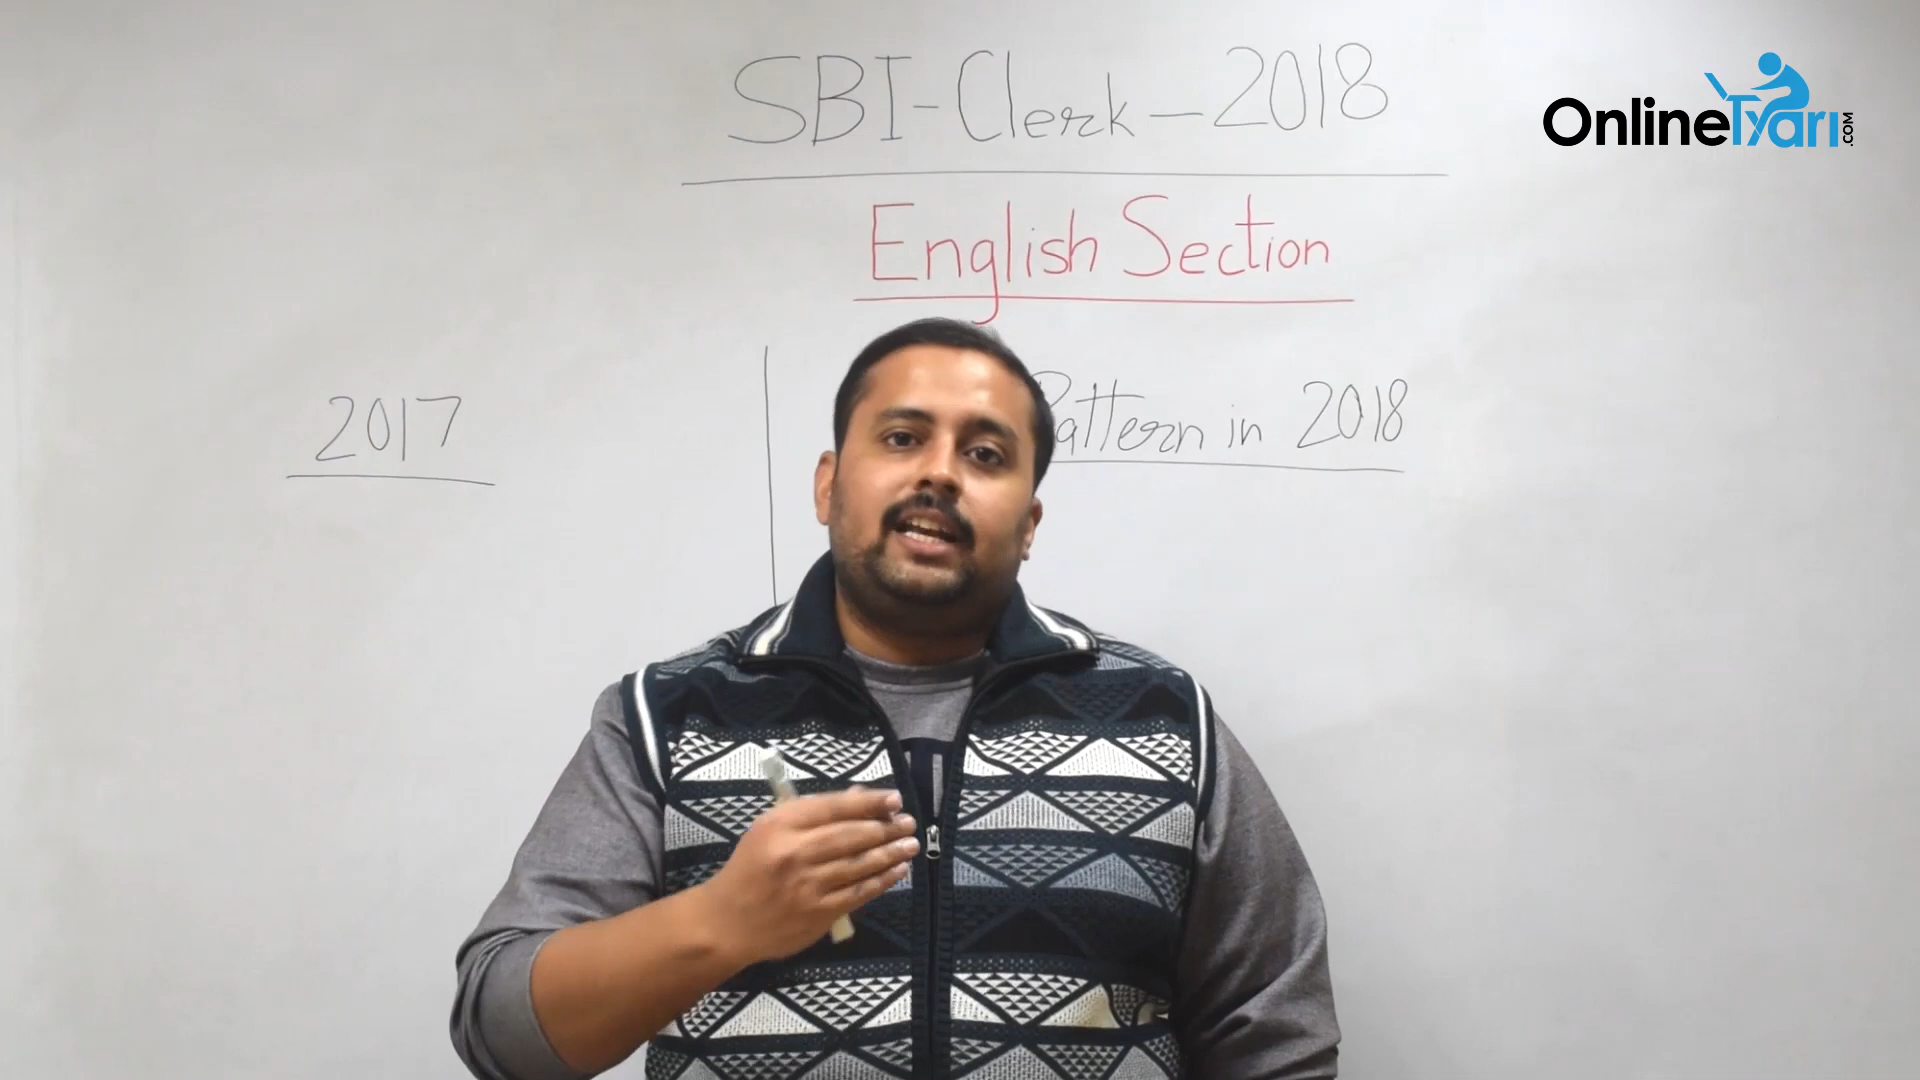 SBI-Clerk-2018
OnlineTyari.COM
English Section
2017
Pattern in 2018